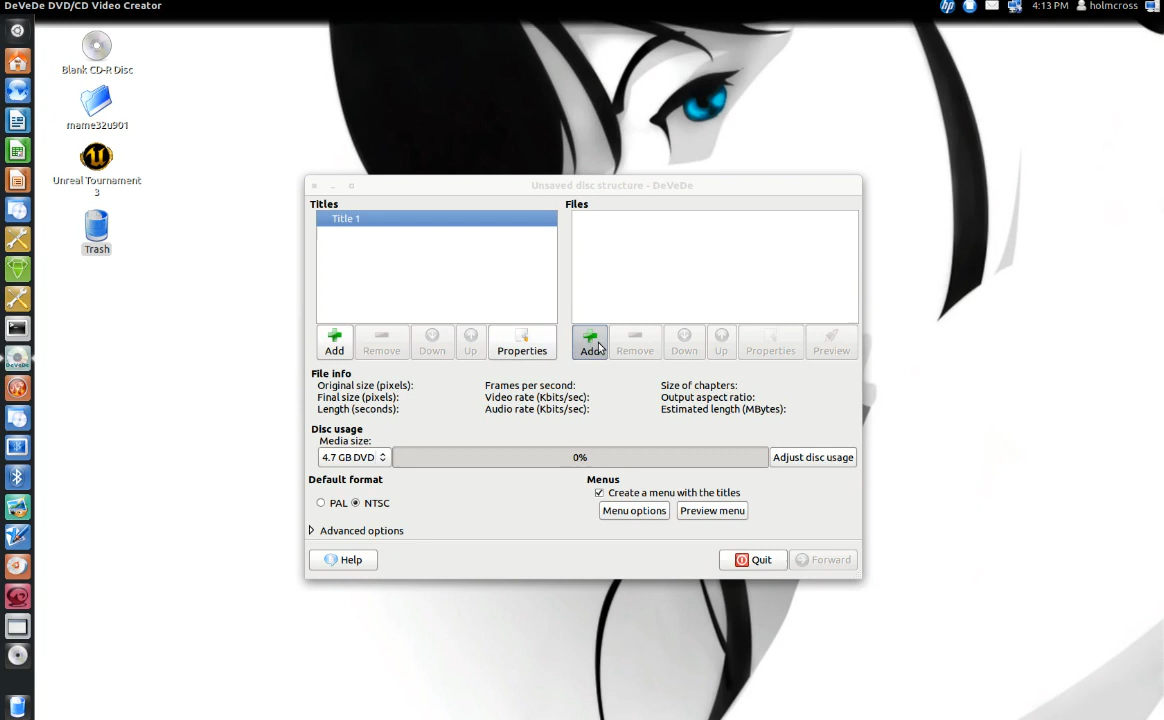 DeVeDe DVD/CD Video Creator
4:13 PM holmcross
Blank CD-R Disc
mame32u901
Unreal Tournament
3
Trash
Unsaved disc structure - DeVeDe
Titles
Files
Title 1
Add Remove Down Up Properties
Add Remove Down Up Properties Preview
File info
Original size (pixels): Frames per second: Size of chapters:
Final size (pixels): Video rate (Kbits/sec): Output aspect ratio:
Length (seconds): Audio rate (Kbits/sec): Estimated length (MBytes):
Disc usage
Media size:
4.7 GB DVD 0% Adjust disc usage
Default format
Menus
Create a menu with the titles
PAL NTSC
Menu options Preview menu
Advanced options
Help Quit Forward
hp
DeVeDe